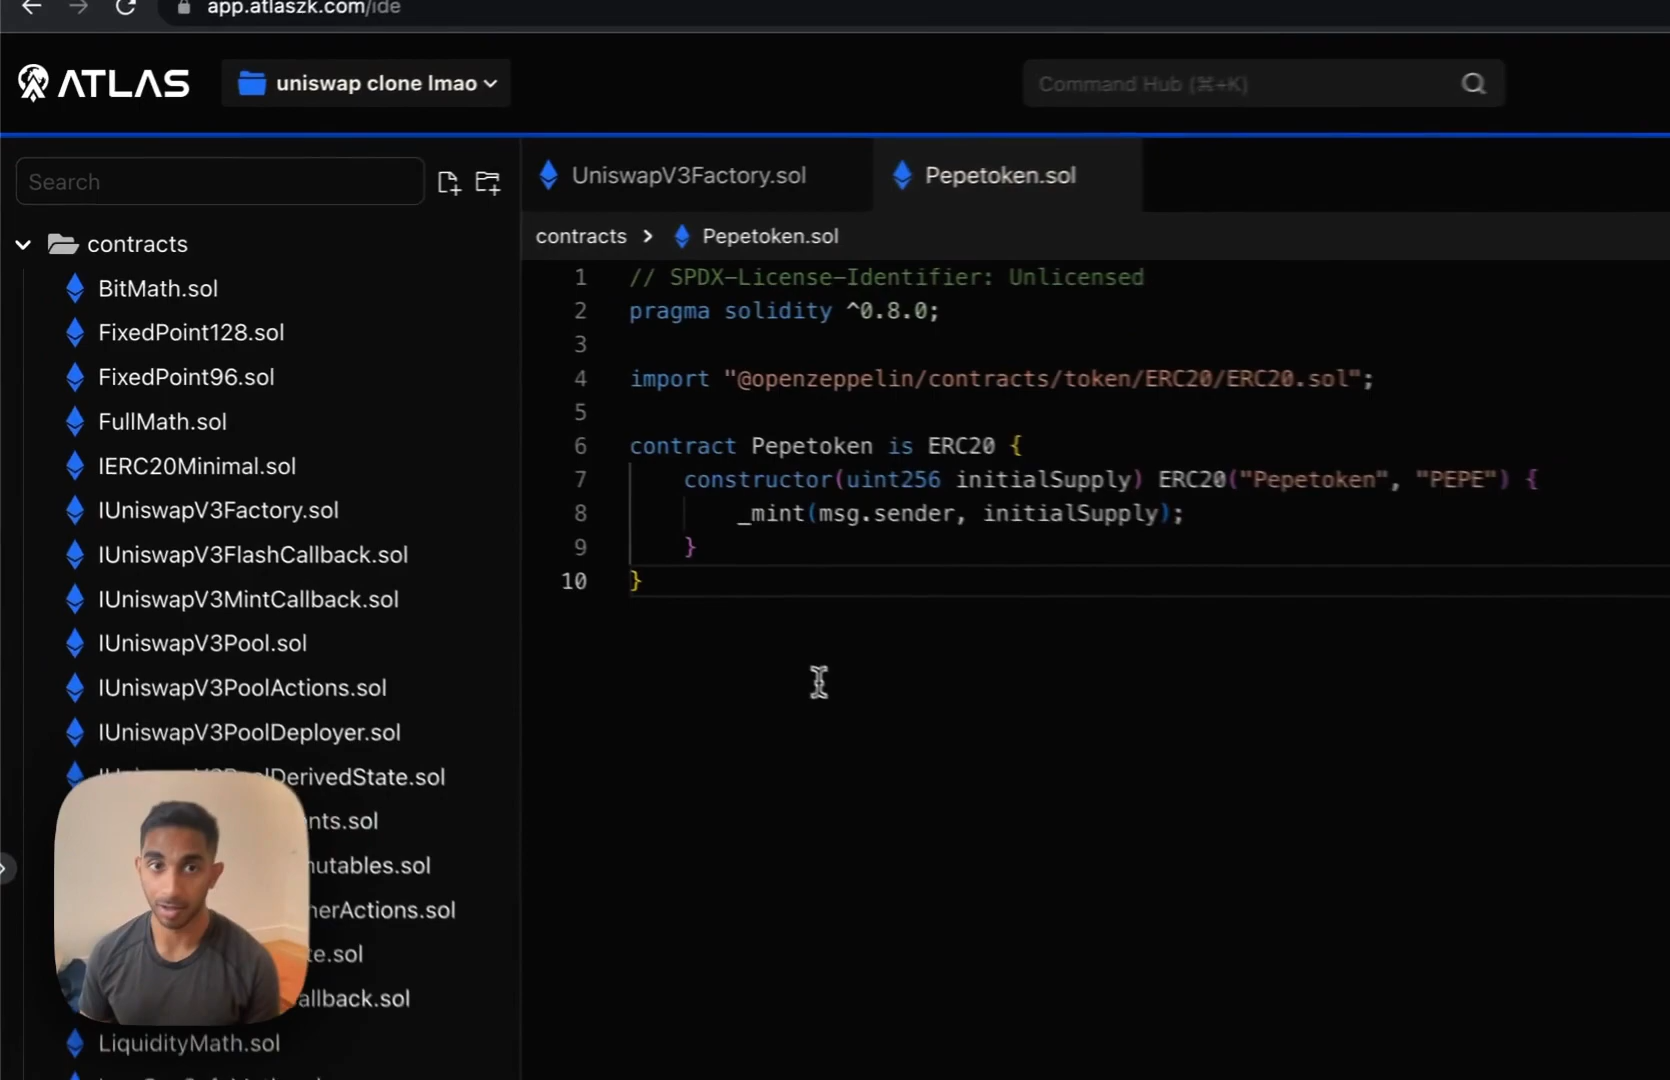 app.atlaszk.com/ide
ATLAS
uniswap clone lmao
Command Hub (⌘+K)
Search
contracts
BitMath.sol
FixedPoint128.sol
FixedPoint96.sol
FullMath.sol
IERC20Minimal.sol
IUniswapV3Factory.sol
IUniswapV3FlashCallback.sol
IUniswapV3MintCallback.sol
IUniswapV3Pool.sol
IUniswapV3PoolActions.sol
IUniswapV3PoolDeployer.sol
DerivedState.sol
nts.sol
utables.sol
nerActions.sol
te.sol
allback.sol
LiquidityMath.sol
UniswapV3Factory.sol
Pepetoken.sol
contracts > Pepetoken.sol
1 // SPDX-License-Identifier: Unlicensed
2 pragma solidity ^0.8.0;
3
4 import "@openzeppelin/contracts/token/ERC20/ERC20.sol";
5
6 contract Pepetoken is ERC20 {
7 constructor(uint256 initialSupply) ERC20("Pepetoken", "PEPE") {
8 _mint(msg.sender, initialSupply);
9 }
10 }